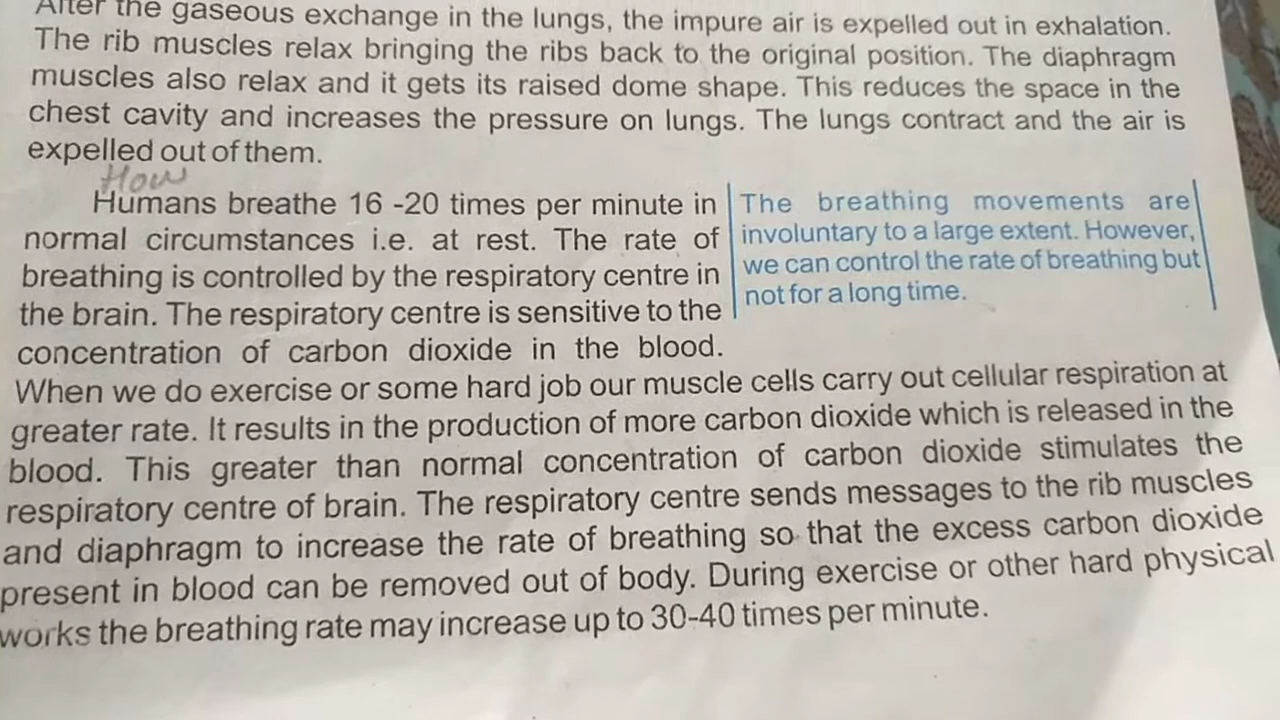 After the gaseous exchange in the lungs, the impure air is expelled out in exhalation.
The rib muscles relax bringing the ribs back to the original position. The diaphragm
muscles also relax and it gets its raised dome shape. This reduces the space in the
chest cavity and increases the pressure on lungs. The lungs contract and the air is
expelled out of them.
How
Humans breathe 16 -20 times per minute in
normal circumstances i.e. at rest. The rate of
breathing is controlled by the respiratory centre in
the brain. The respiratory centre is sensitive to the
concentration of carbon dioxide in the blood.
The breathing movements are
involuntary to a large extent. However,
we can control the rate of breathing but
not for a long time.
When we do exercise or some hard job our muscle cells carry out cellular respiration at
greater rate. It results in the production of more carbon dioxide which is released in the
blood. This greater than normal concentration of carbon dioxide stimulates the
respiratory centre of brain. The respiratory centre sends messages to the rib muscles
and diaphragm to increase the rate of breathing so that the excess carbon dioxide
present in blood can be removed out of body. During exercise or other hard physical
works the breathing rate may increase up to 30-40 times per minute.